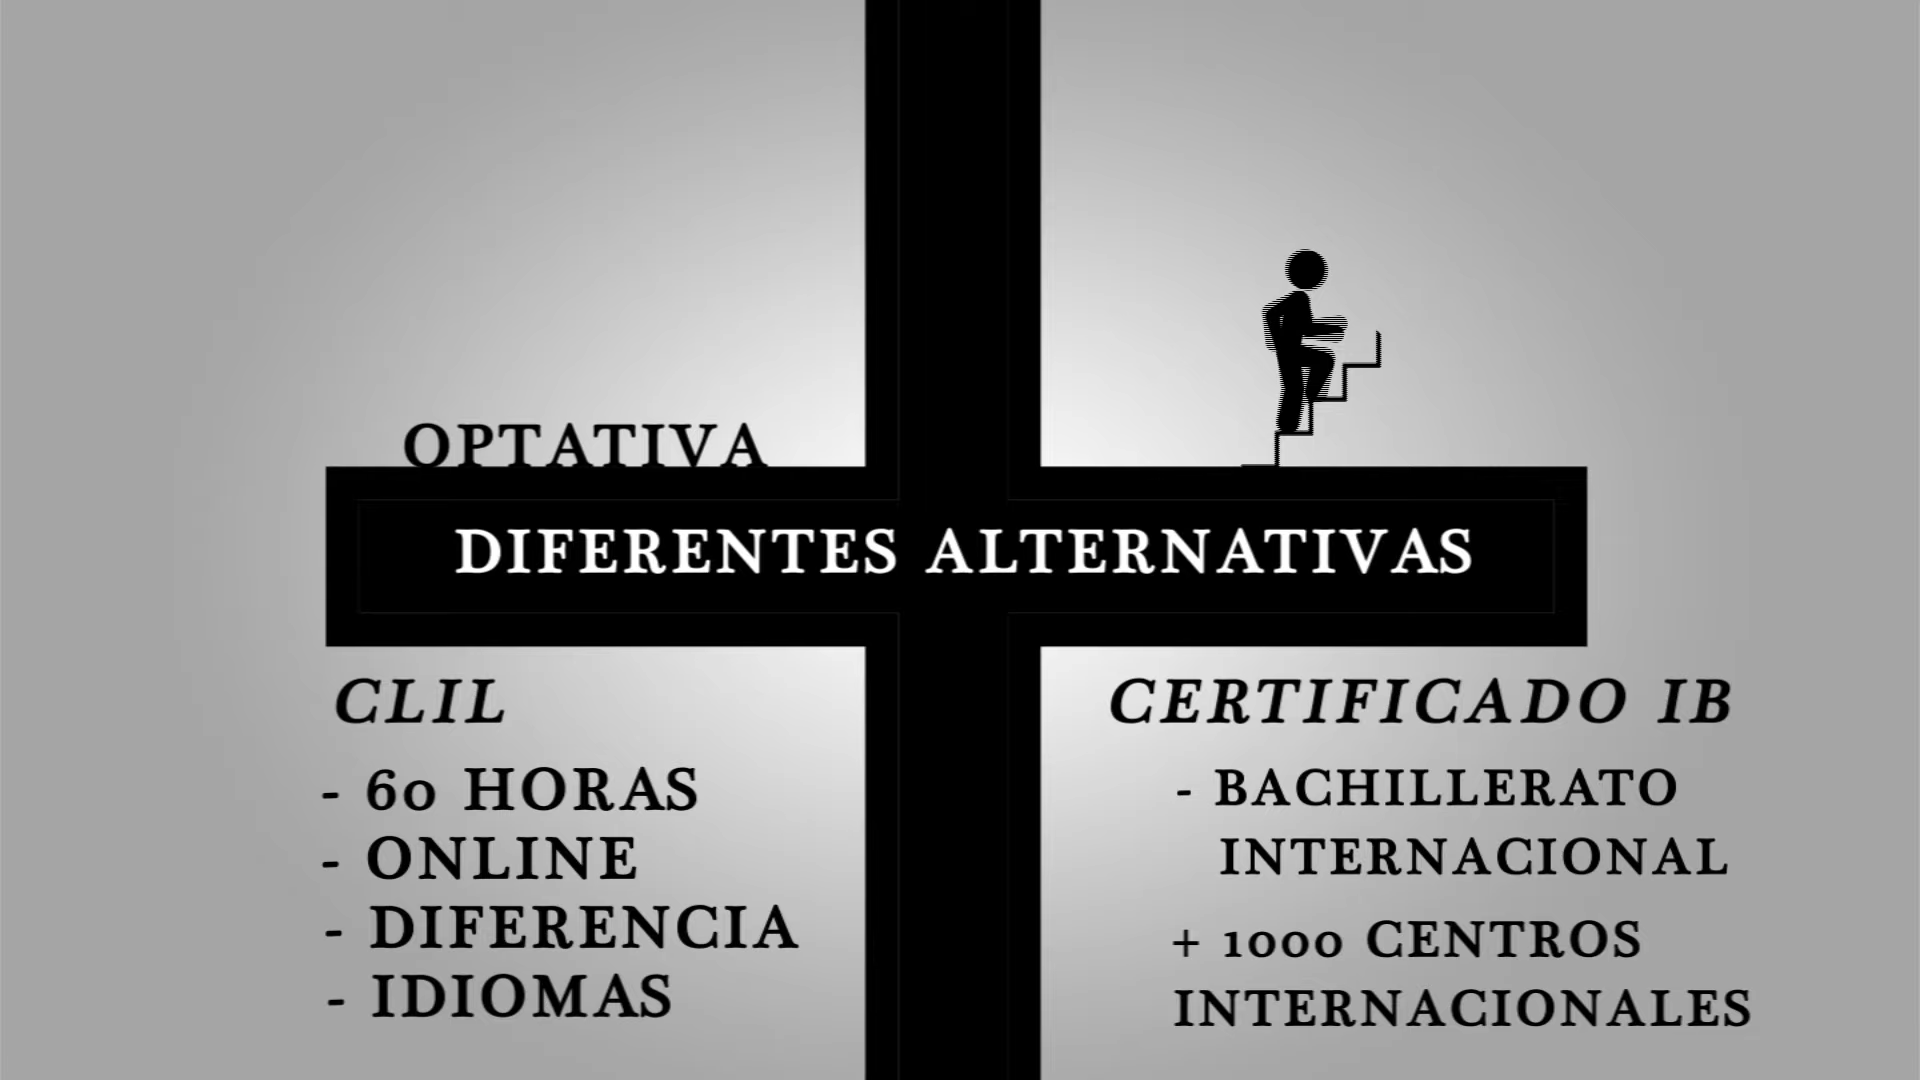 OPTATIVA
DIFERENTES ALTERNATIVAS
CLIL
- 60 HORAS
- ONLINE
- DIFERENCIA
- IDIOMAS
CERTIFICADO IB
- BACHILLERATO
INTERNACIONAL
+ 1000 CENTROS
INTERNACIONALES